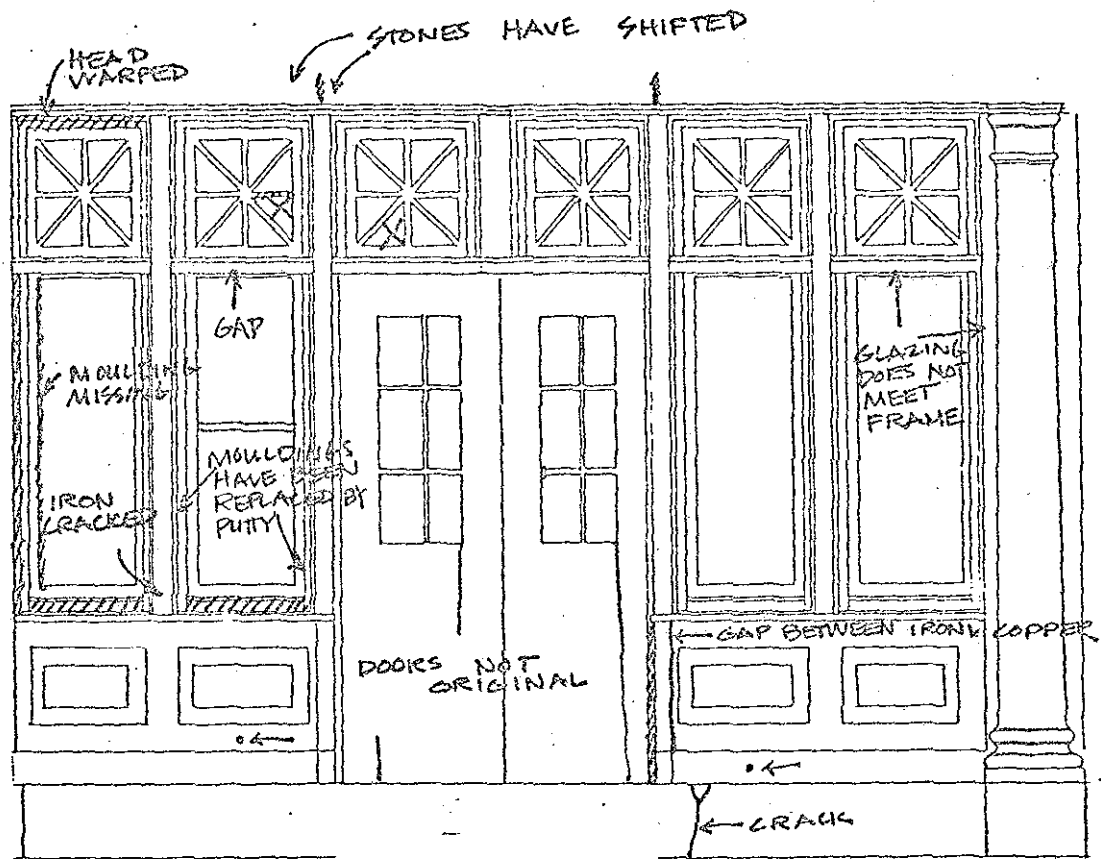 STONES HAVE SHIFTED
HEAD
WARPED
GAP
MOULDING
MISSING
GLAZING
DOES NOT
MEET
FRAME
MOULDINGS
HAVE BEEN
REPLACED BY
PUTTY
IRON
CRACKED
GAP BETWEEN IRON & COPPER
DOORS NOT
ORIGINAL
CRACK